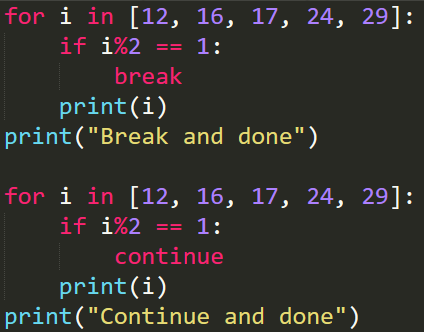 for i in [12, 16, 17, 24, 29]:
    if i%2 == 1:
        break
    print(i)
print("Break and done")

for i in [12, 16, 17, 24, 29]:
    if i%2 == 1:
        continue
    print(i)
print("Continue and done")